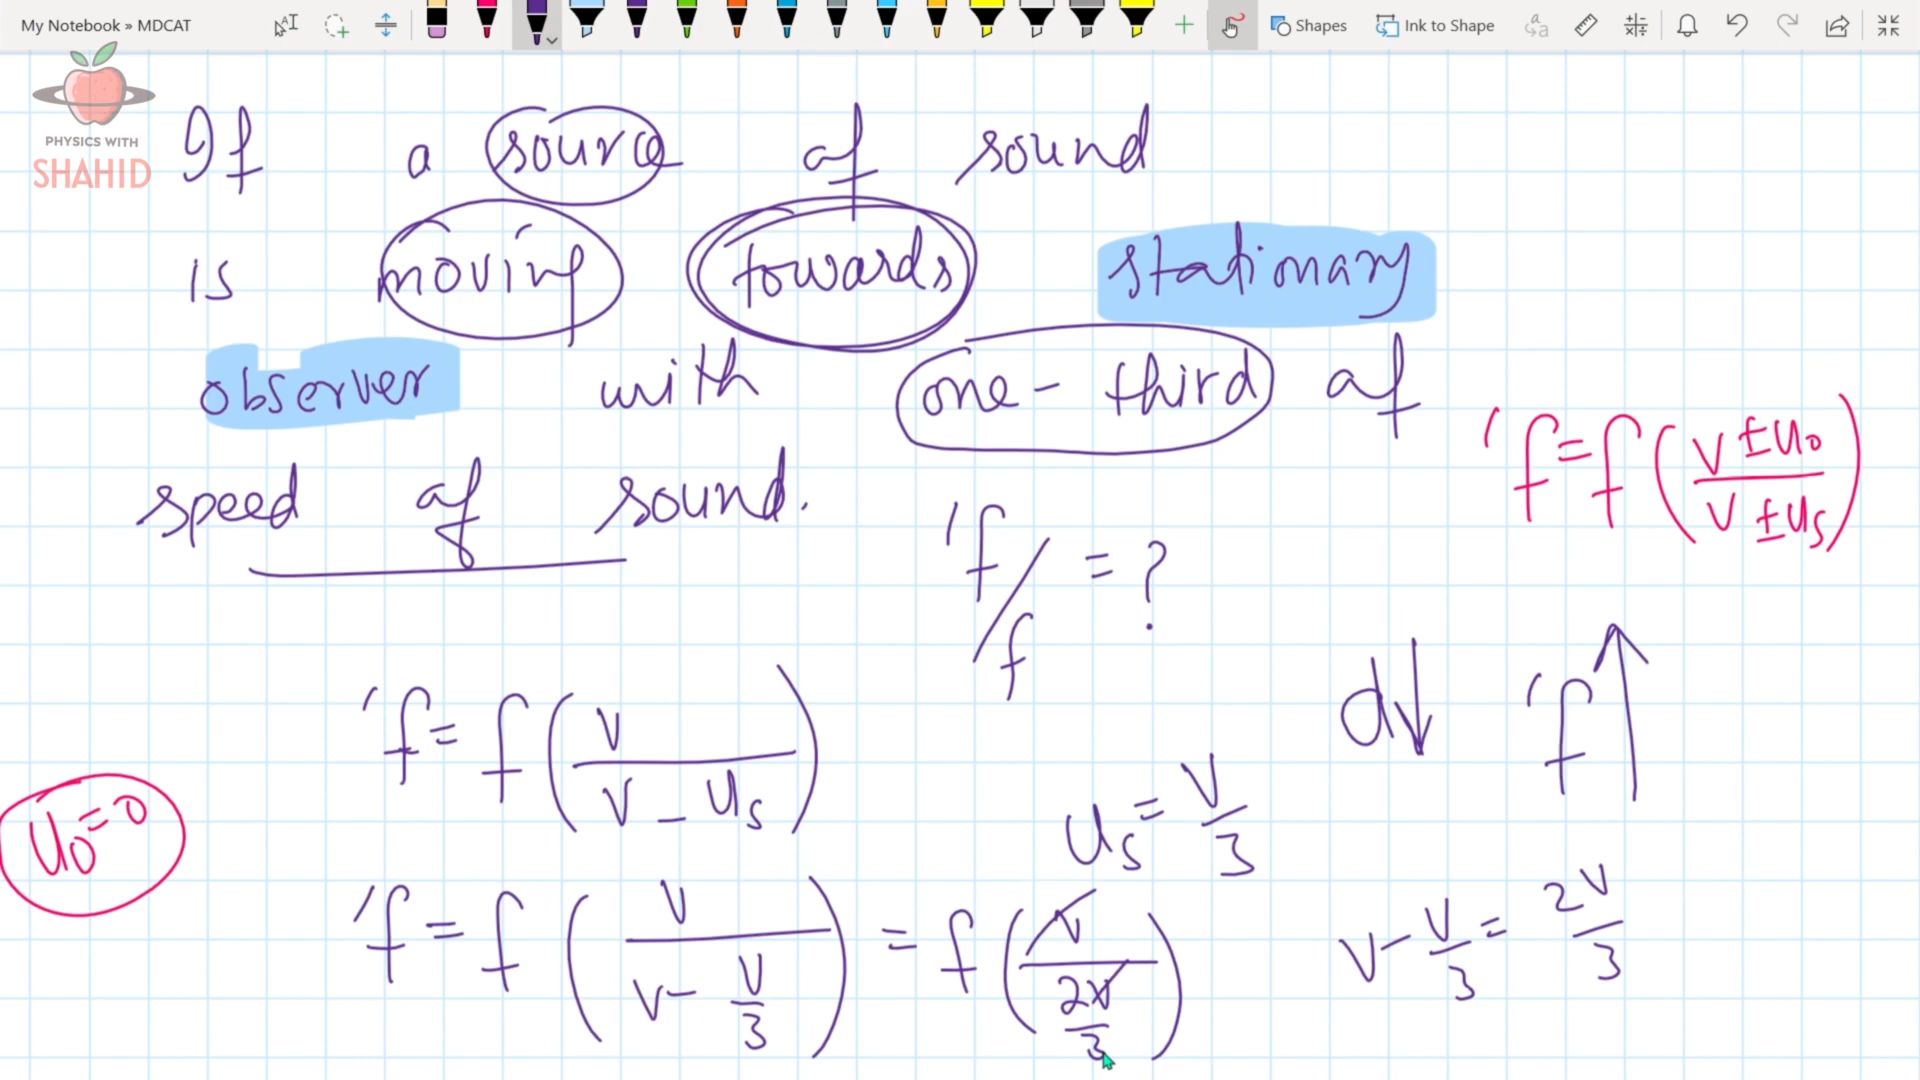 My Notebook » MDCAT
Shapes
Ink to Shape
PHYSICS WITH
SHAHID
If a source of sound
is moving towards stationary
observer with one-third of
speed of sound.
'f = f (v ± u₀ / v ± uₛ)
'f / f = ?
d↓ 'f↑
'f = f (v / v - uₛ)
u₀ = 0
uₛ = v/3
'f = f (v / v - v/3) = f (v / 2v/3)
v - v/3 = 2v/3